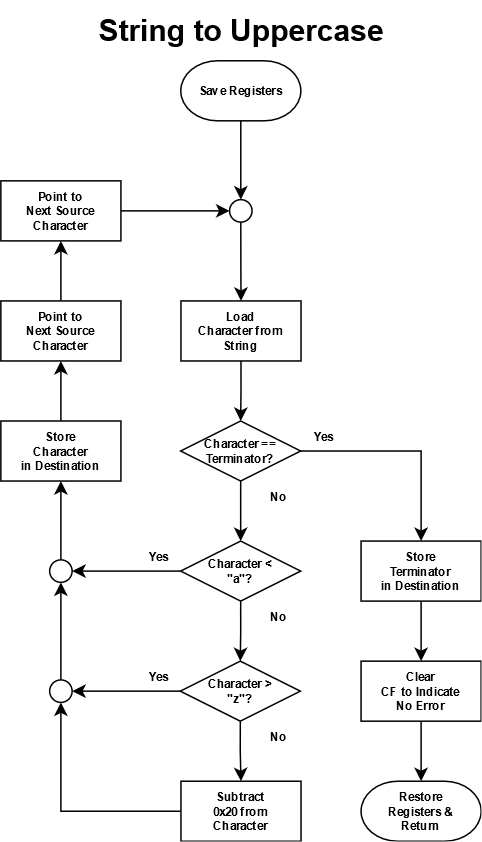 String to Uppercase
Save Registers
Point to
Next Source
Character
Point to
Next Source
Character
Load
Character from
String
Store
Character
in Destination
Character ==
Terminator?
Yes
No
Yes
Character <
"a"?
Store
Terminator
in Destination
No
Yes
Character >
"z"?
Clear
CF to Indicate
No Error
No
Subtract
0x20 from
Character
Restore
Registers &
Return